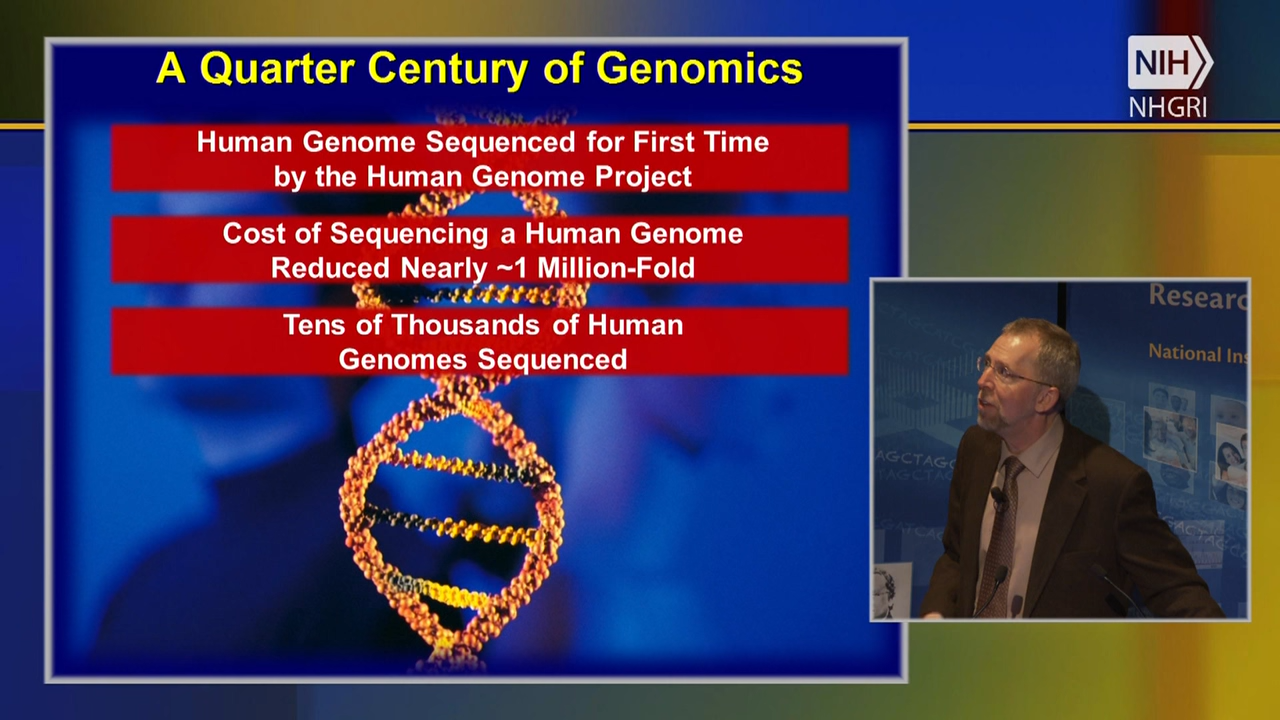 A Quarter Century of Genomics
Human Genome Sequenced for First Time
by the Human Genome Project
Cost of Sequencing a Human Genome
Reduced Nearly ~1 Million-Fold
Tens of Thousands of Human
Genomes Sequenced
NIH
NHGRI
Researc
National Ins
AGCTAGC